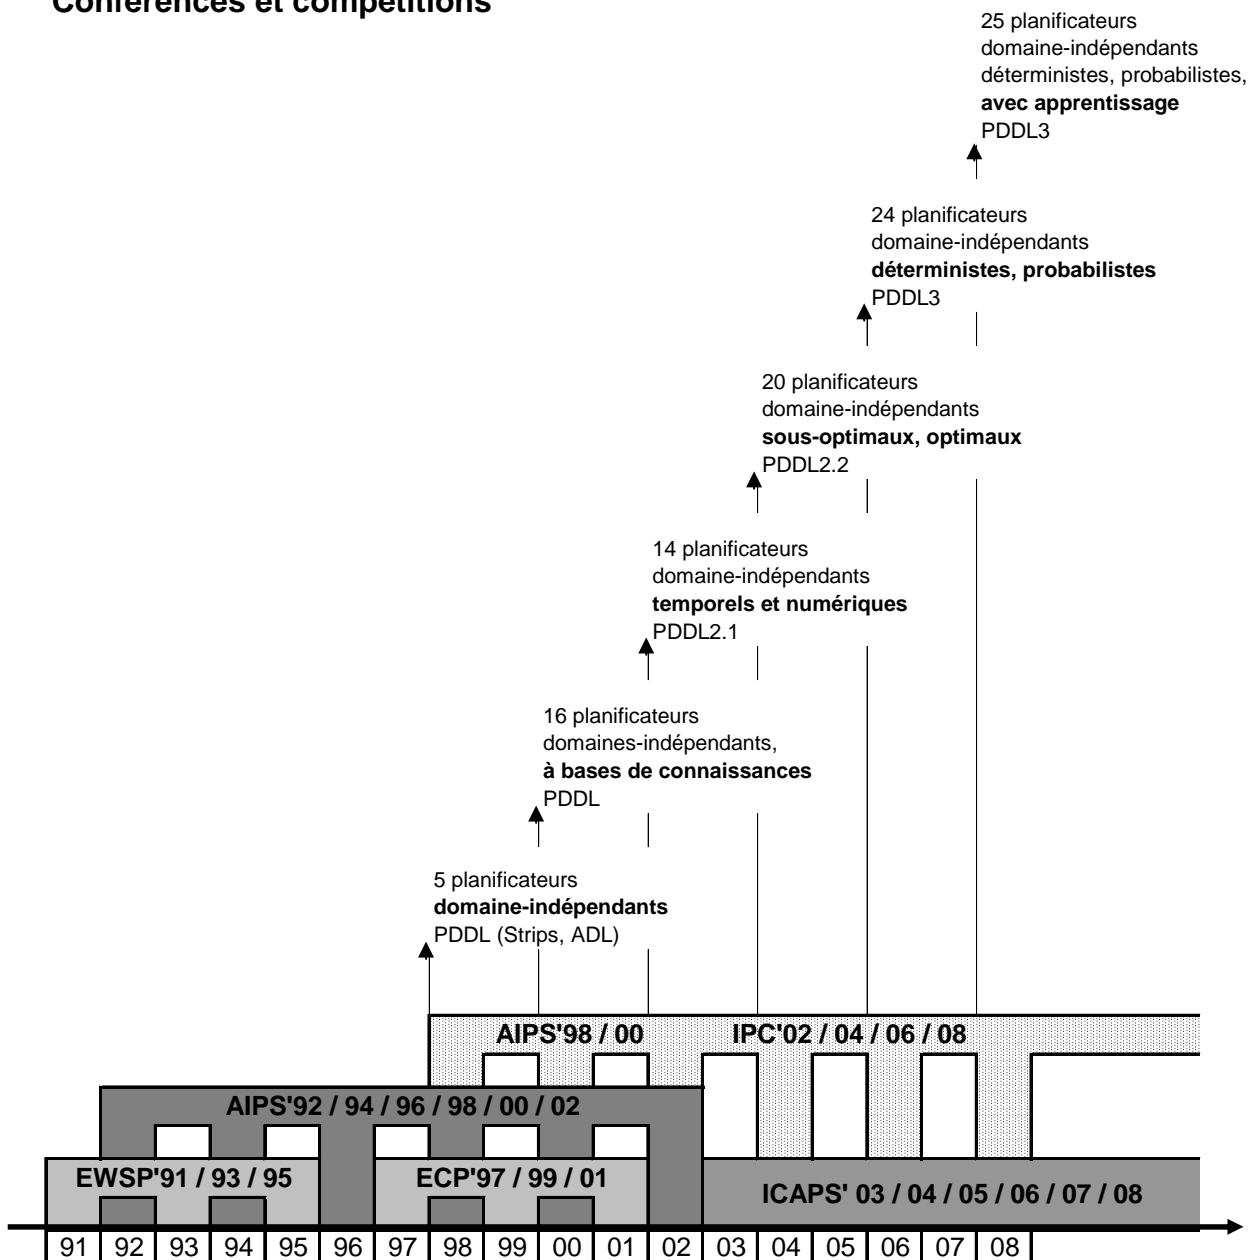 Conférences et compétitions
25 planificateurs
domaine-indépendants
déterministes, probabilistes,
avec apprentissage
PDDL3
24 planificateurs
domaine-indépendants
déterministes, probabilistes
PDDL3
20 planificateurs
domaine-indépendants
sous-optimaux, optimaux
PDDL2.2
14 planificateurs
domaine-indépendants
temporels et numériques
PDDL2.1
16 planificateurs
domaines-indépendants,
à bases de connaissances
PDDL
5 planificateurs
domaine-indépendants
PDDL (Strips, ADL)
AIPS'98 / 00 IPC'02 / 04 / 06 / 08
AIPS'92 / 94 / 96 / 98 / 00 / 02
EWSP'91 / 93 / 95 ECP'97 / 99 / 01 ICAPS' 03 / 04 / 05 / 06 / 07 / 08
91 92 93 94 95 96 97 98 99 00 01 02 03 04 05 06 07 08